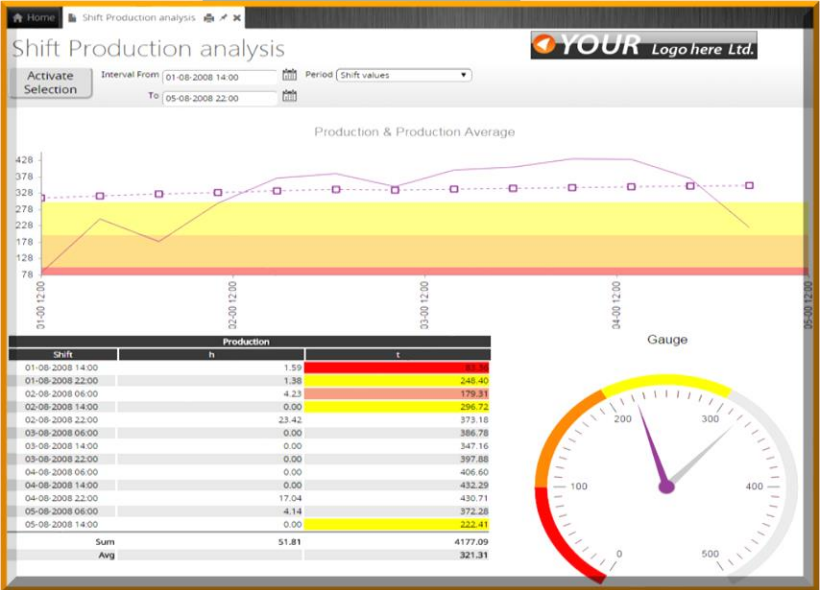 Home Shift Production analysis
Shift Production analysis
YOUR Logo here Ltd.
Activate Selection
Interval From 01-08-2008 14:00
Period Shift values
To 05-08-2008 22:00
Production & Production Average
428
378
328
278
228
178
128
78
01-00 12:00
02-00 12:00
03-00 12:00
04-00 12:00
05-00 12:00
Production
Shift h t
01-08-2008 14:00 1.59
01-08-2008 22:00 1.38 248.40
02-08-2008 06:00 4.23 179.31
02-08-2008 14:00 0.00 296.72
02-08-2008 22:00 23.42 373.18
03-08-2008 06:00 0.00 386.78
03-08-2008 14:00 0.00 347.16
03-08-2008 22:00 0.00 397.88
04-08-2008 06:00 0.00 406.60
04-08-2008 14:00 0.00 432.29
04-08-2008 22:00 17.04 430.71
05-08-2008 06:00 4.14 372.28
05-08-2008 14:00 0.00 222.41
Sum 51.81 4177.09
Avg 321.31
Gauge
0
100
200
300
400
500